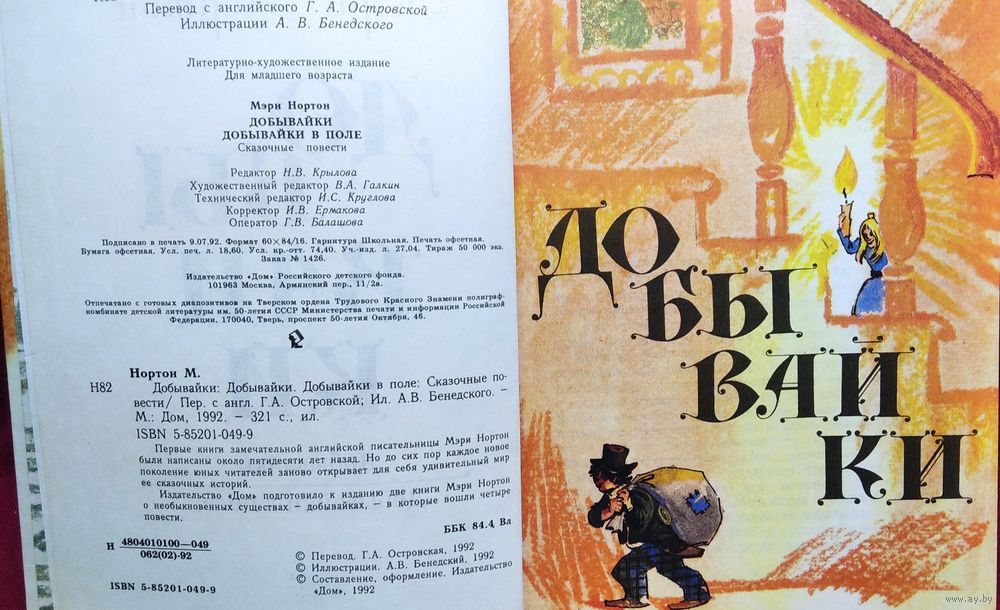 Перевод с английского Г. А. Островской
Иллюстрации А. В. Бенедского
Литературно-художественное издание
Для младшего возраста
Мэри Нортон
ДОБЫВАЙКИ
ДОБЫВАЙКИ В ПОЛЕ
Сказочные повести
Редактор Н.В. Крылова
Художественный редактор В.А. Галкин
Технический редактор И.С. Круглова
Корректор И.В. Ермакова
Оператор Г.В. Балашова
Подписано в печать 9.07.92. Формат 60×84/16. Гарнитура Школьная. Печать офсетная.
Бумага офсетная. Усл. печ. л. 18,60. Усл. кр.-отт. 74,40. Уч.-изд. л. 27,04. Тираж 50 000 экз.
Заказ № 1426.
Издательство «Дом» Российского детского фонда.
101963 Москва, Армянский пер., 11/2а.
Отпечатано с готовых диапозитивов на Тверском ордена Трудового Красного Знамени полиграф-
комбинате детской литературы им. 50-летия СССР Министерства печати и информации Российской
Федерации. 170040, Тверь, проспект 50-летия Октября, 46.
Нортон М.
Н82 Добывайки: Добывайки. Добывайки в поле: Сказочные по-
вести/ Пер. с англ. Г.А. Островской; Ил. А.В. Бенедского. –
М.: Дом, 1992. – 321 с., ил.
ISBN 5-85201-049-9
Первые книги замечательной английской писательницы Мэри Нортон
были написаны около пятидесяти лет назад. Но до сих пор каждое новое
поколение юных читателей заново открывает для себя удивительный мир
ее сказочных историй.
Издательство «Дом» подготовило к изданию две книги Мэри Нортон
о необыкновенных существах – добывайках, – в которые вошли четыре
повести.
ББК 84.4 Вл
Н 4804010100—049
062(02)-92
© Перевод. Г.А. Островская, 1992
© Иллюстрации. А.В. Бенедский, 1992
© Составление, оформление. Издательство
«Дом», 1992
ISBN 5-85201-049-9
ДО
БЫ
ВАЙ
КИ
www.ay.by